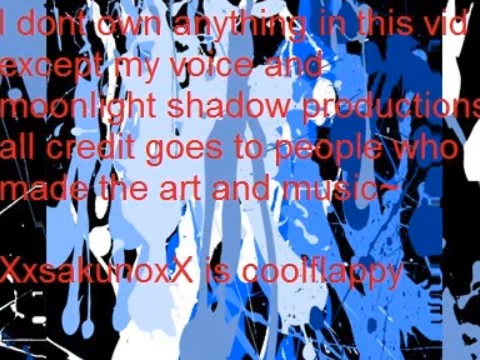 I dont own anything in this vid
except my voice and
moonlight shadow productions
all credit goes to people who
made the art and music~
XxsakunoxX is coolflappy